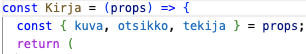 const Kirja = (props) => {
  const { kuva, otsikko, tekija } = props;
  return (